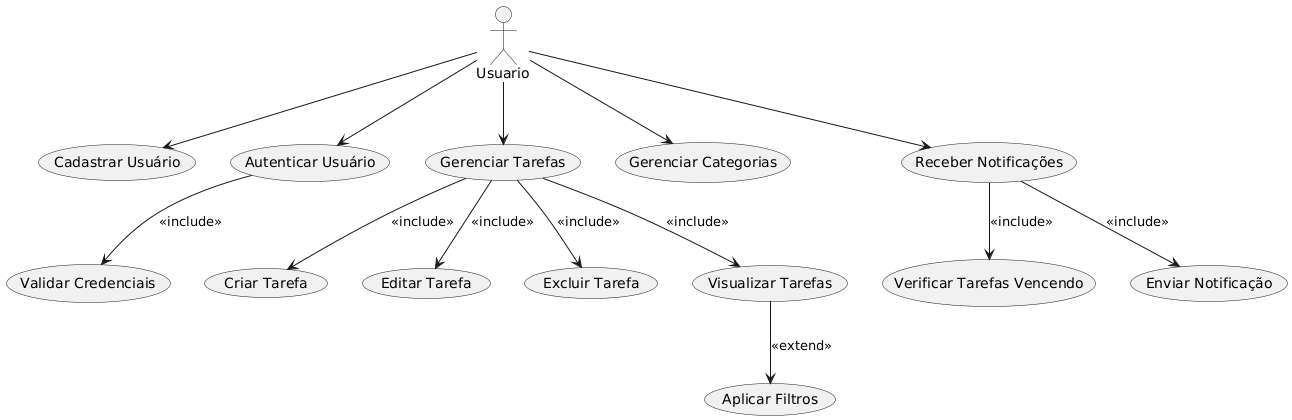 Usuario
Cadastrar Usuário
Autenticar Usuário
Gerenciar Tarefas
Gerenciar Categorias
Receber Notificações
«include»
«include»
«include»
«include»
«include»
«include»
«include»
Validar Credenciais
Criar Tarefa
Editar Tarefa
Excluir Tarefa
Visualizar Tarefas
Verificar Tarefas Vencendo
Enviar Notificação
«extend»
Aplicar Filtros